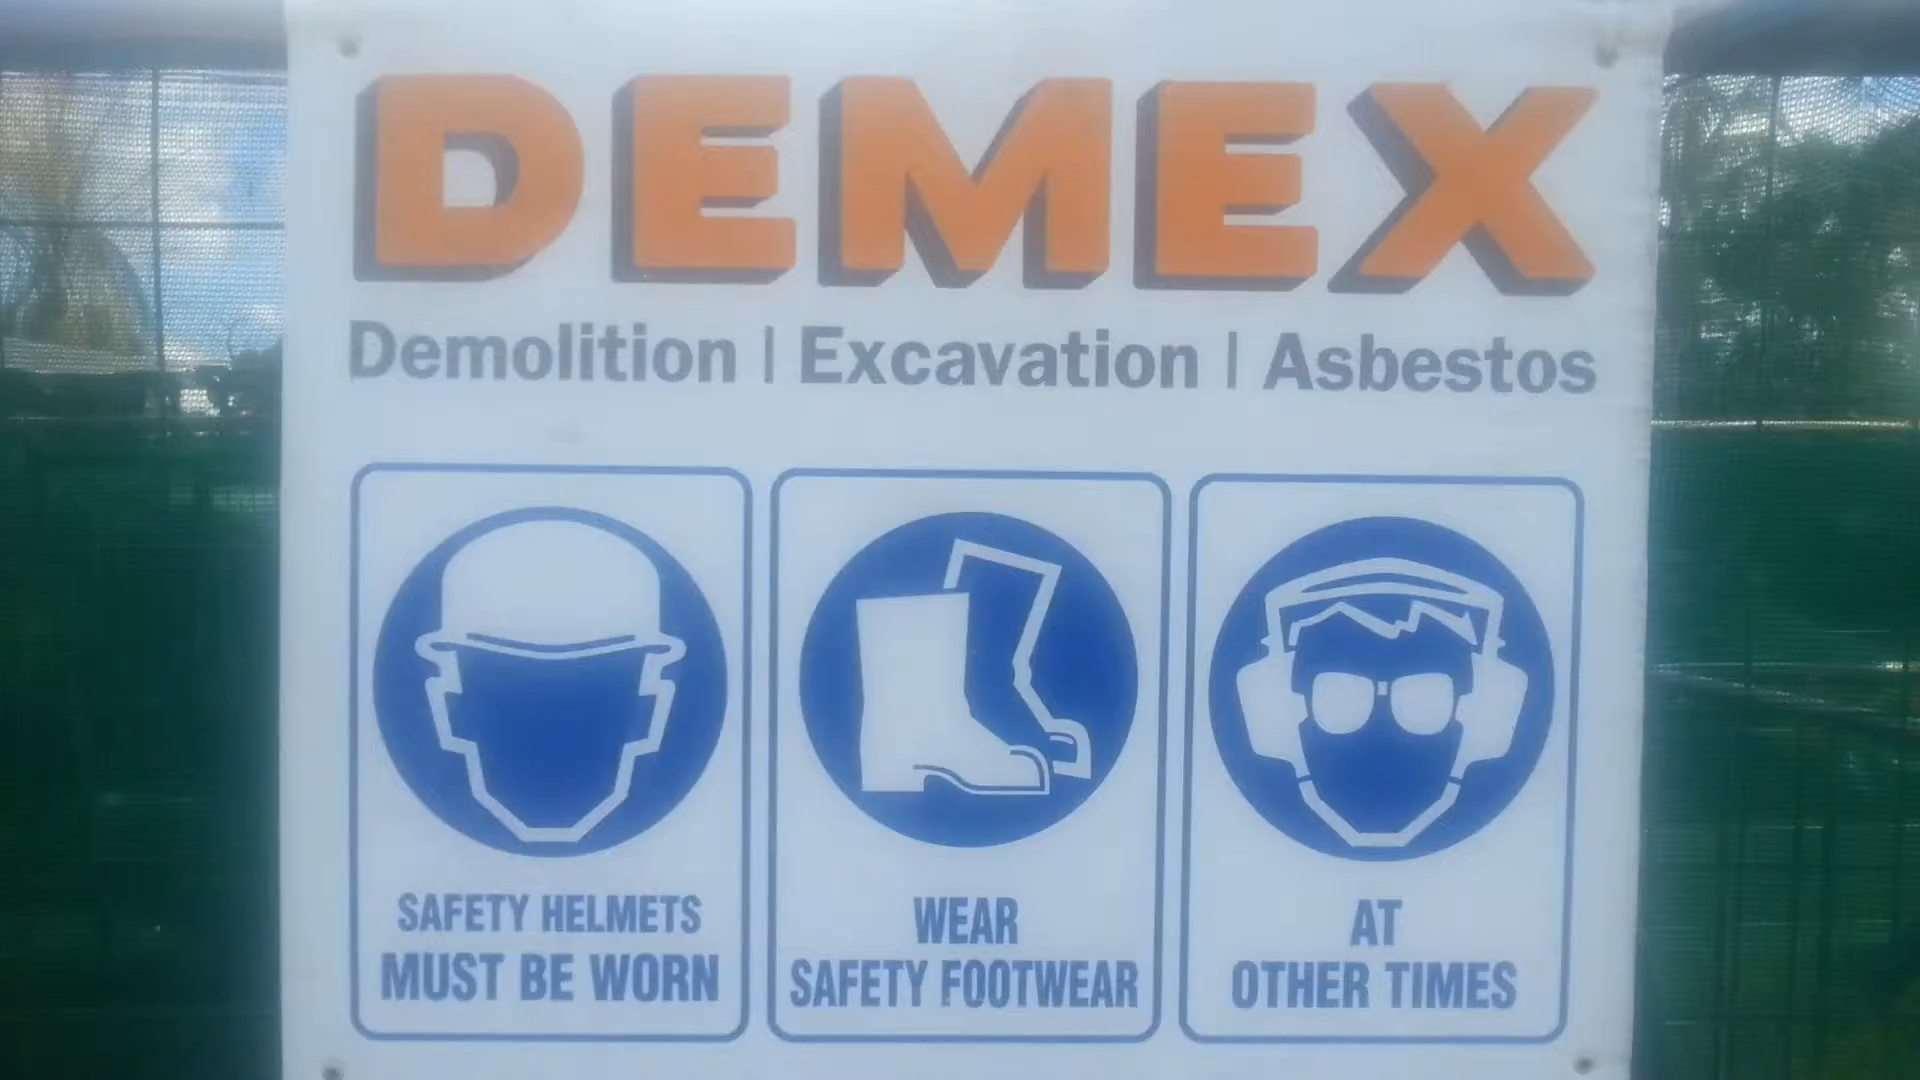 DEMEX
Demolition | Excavation | Asbestos
SAFETY HELMETS
MUST BE WORN
WEAR
SAFETY FOOTWEAR
AT
OTHER TIMES